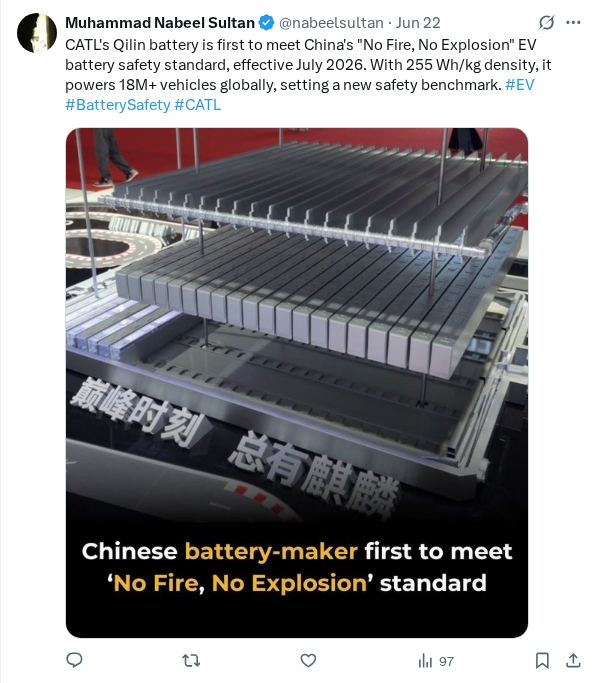 Muhammad Nabeel Sultan @nabeelsultan · Jun 22
CATL's Qilin battery is first to meet China's "No Fire, No Explosion" EV
battery safety standard, effective July 2026. With 255 Wh/kg density, it
powers 18M+ vehicles globally, setting a new safety benchmark. #EV
#BatterySafety #CATL
巅峰时刻 总有麒麟
Chinese battery-maker first to meet
‘No Fire, No Explosion’ standard
97